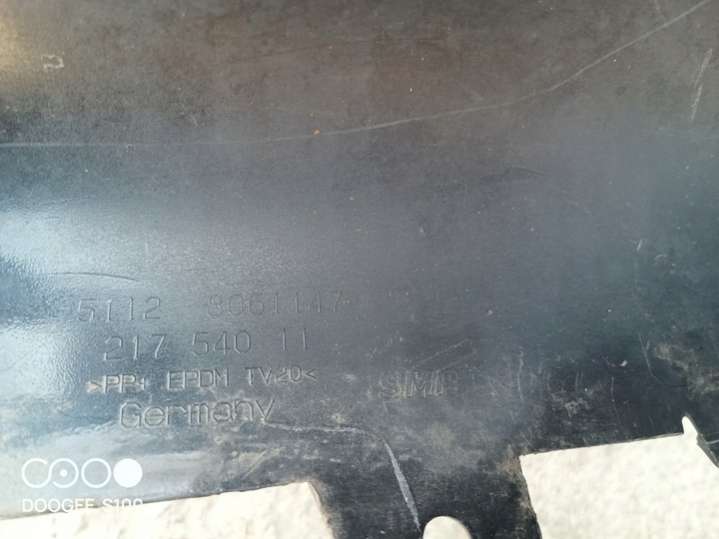 5112 8061147
217 540 11
>PP+ EPDM TV20<
Germany
DOOGEE S100